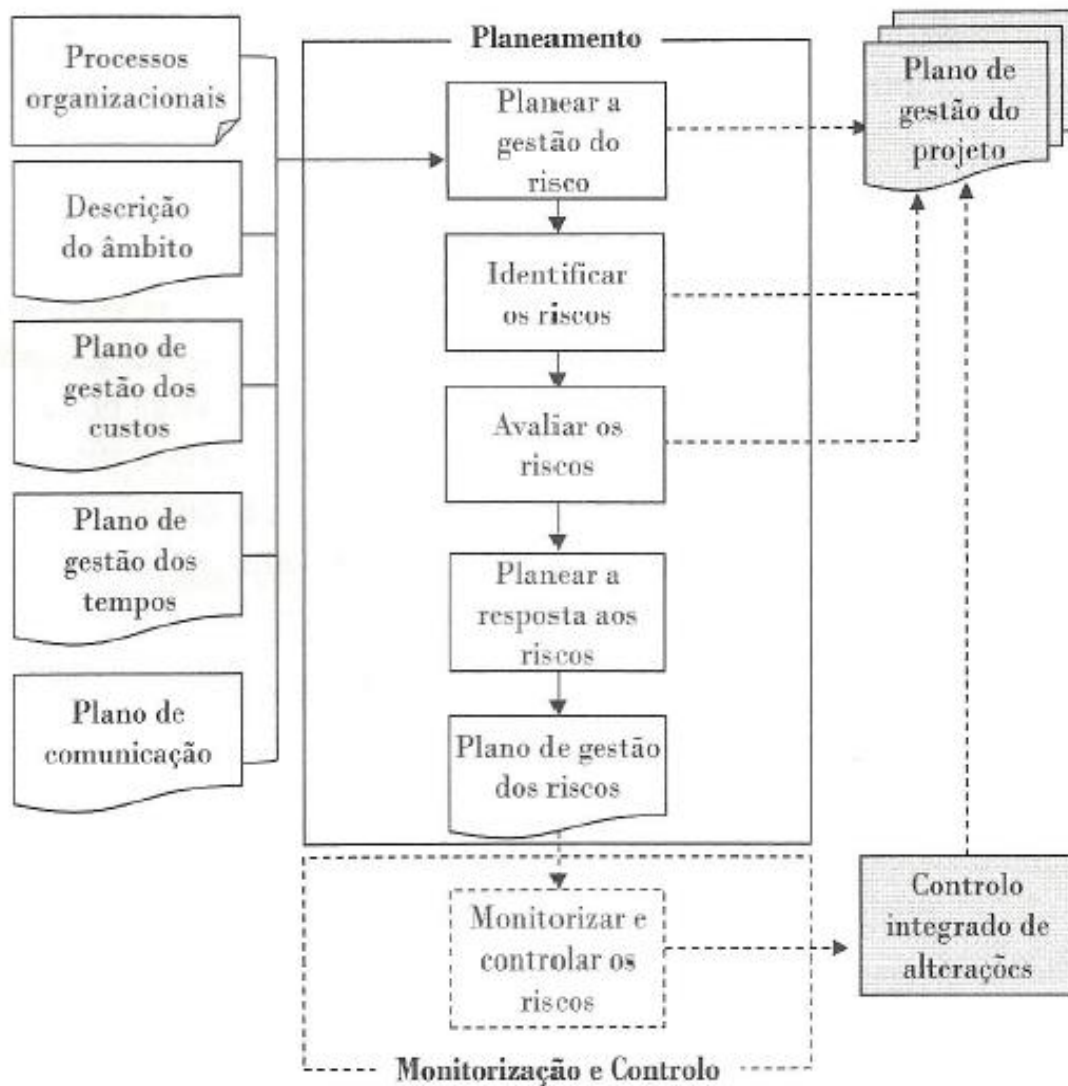 Processos
organizacionais
Descrição
do âmbito
Plano de
gestão dos
custos
Plano de
gestão dos
tempos
Plano de
comunicação
Planeamento
Planear a
gestão do
risco
Identificar
os riscos
Avaliar os
riscos
Planear a
resposta aos
riscos
Plano de gestão
dos riscos
Monitorizar e
controlar os
riscos
Monitorização e Controlo
Plano de
gestão do
projeto
Controlo
integrado de
alterações